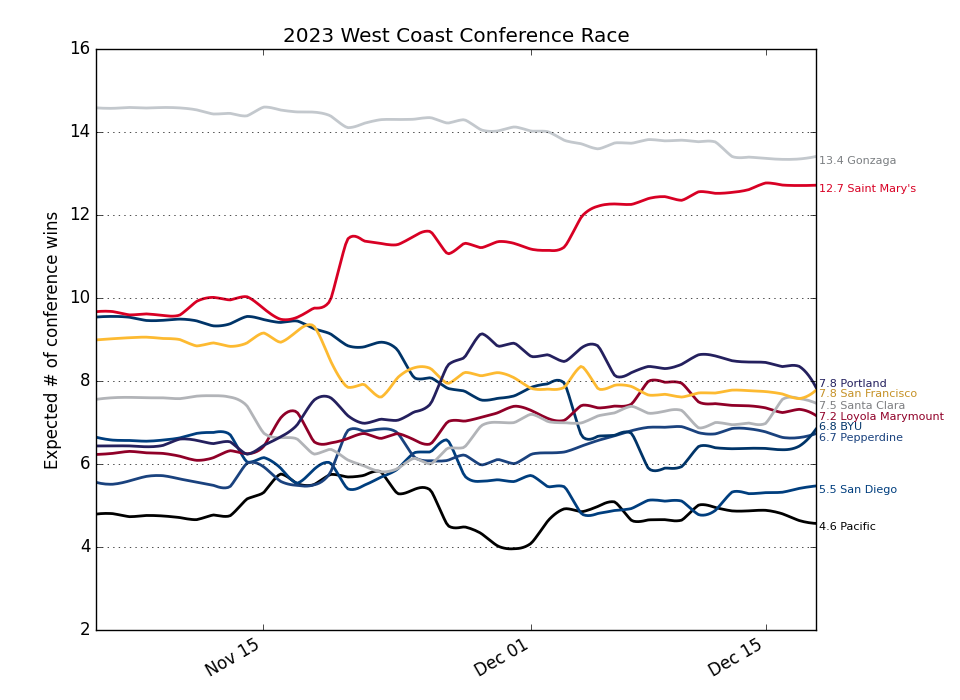 2023 West Coast Conference Race
Expected # of conference wins
16
14
12
10
8
6
4
2
Nov 15
Dec 01
Dec 15
13.4 Gonzaga
12.7 Saint Mary's
7.8 Portland
7.8 San Francisco
7.5 Santa Clara
7.2 Loyola Marymount
6.8 BYU
6.7 Pepperdine
5.5 San Diego
4.6 Pacific